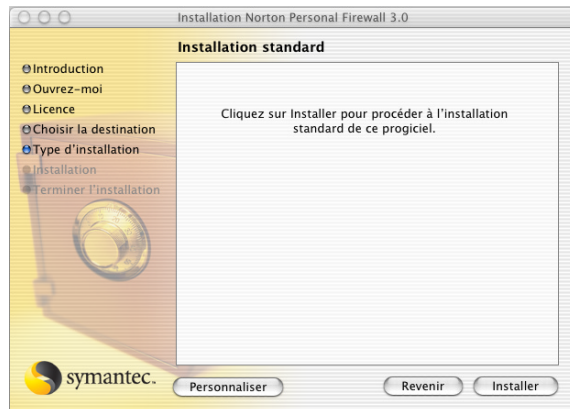 Installation Norton Personal Firewall 3.0
Installation standard
Introduction
Ouvrez-moi
Licence
Choisir la destination
Type d'installation
Installation
Terminer l'installation
Cliquez sur Installer pour procéder à l'installation
standard de ce progiciel.
symantec.
Personnaliser
Revenir
Installer